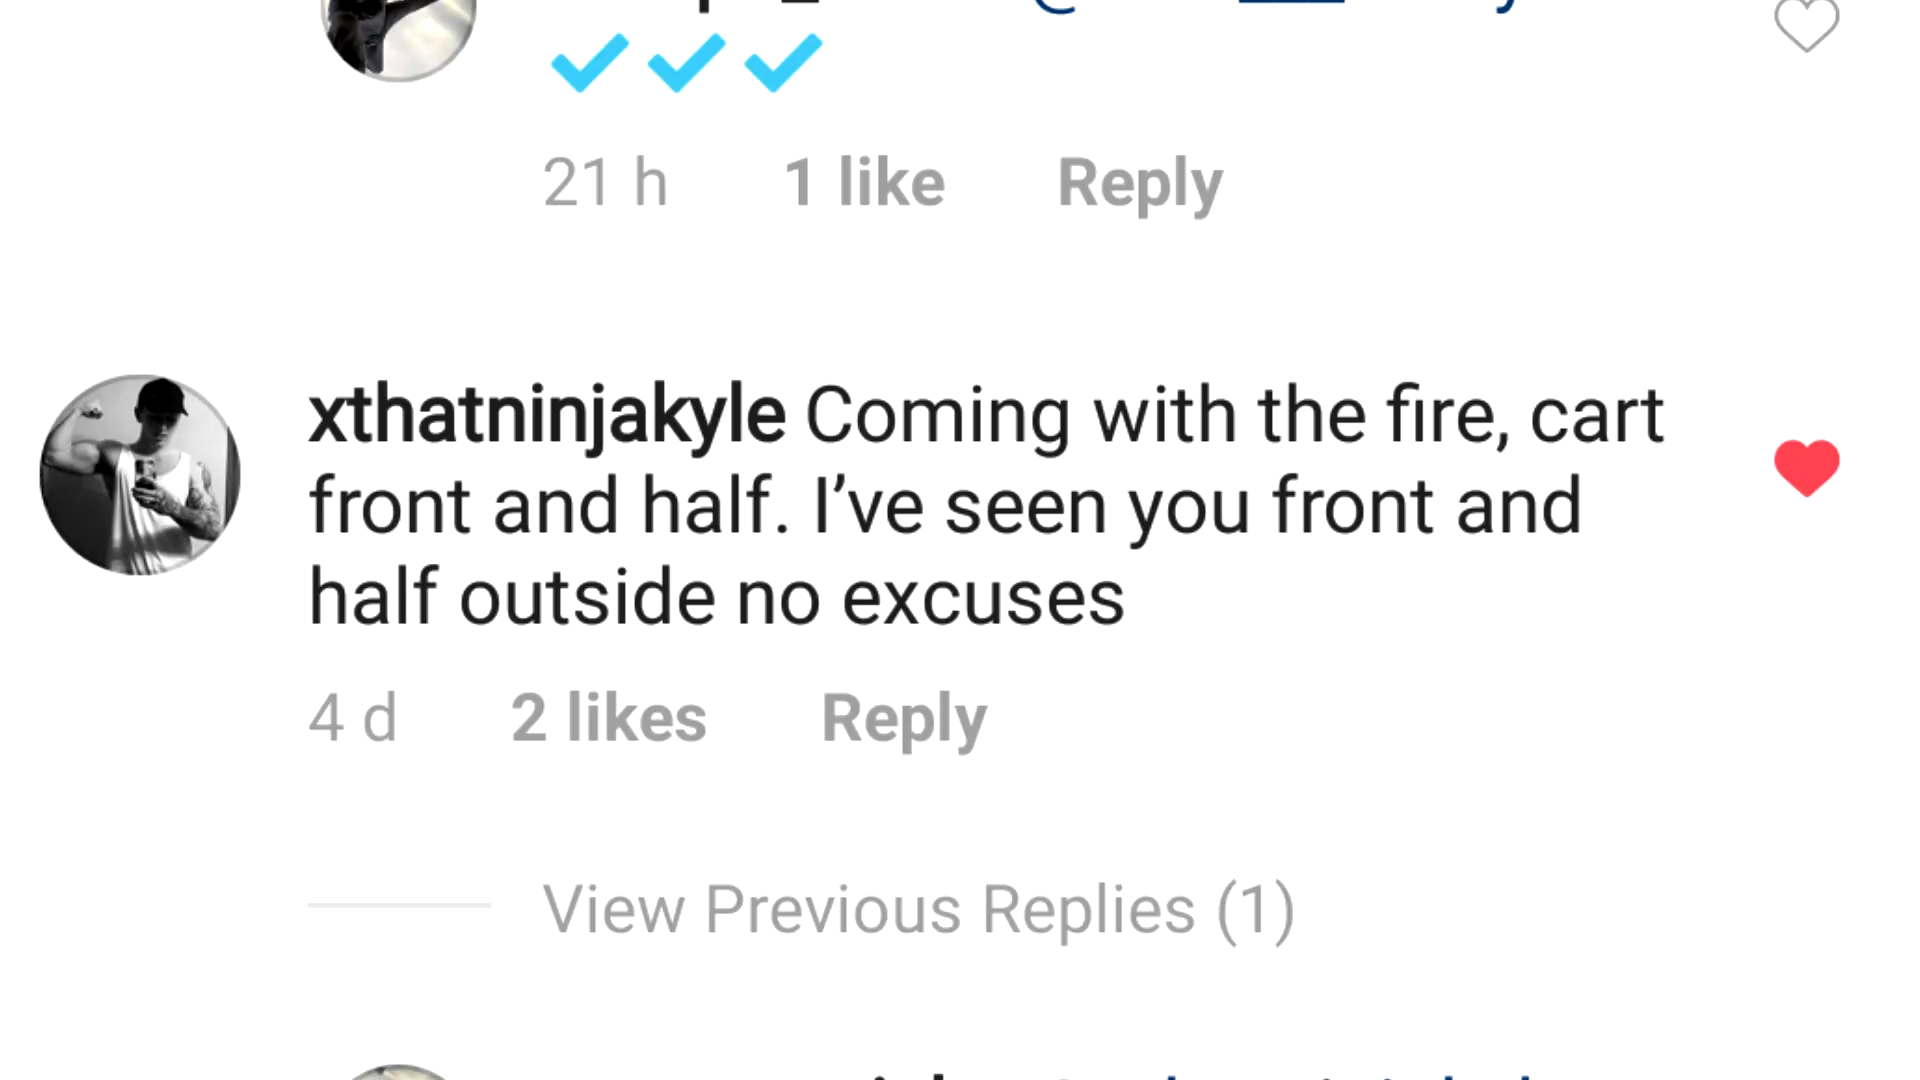 21 h 1 like Reply
xthatninjakyle Coming with the fire, cart
front and half. I’ve seen you front and
half outside no excuses
4 d 2 likes Reply
View Previous Replies (1)